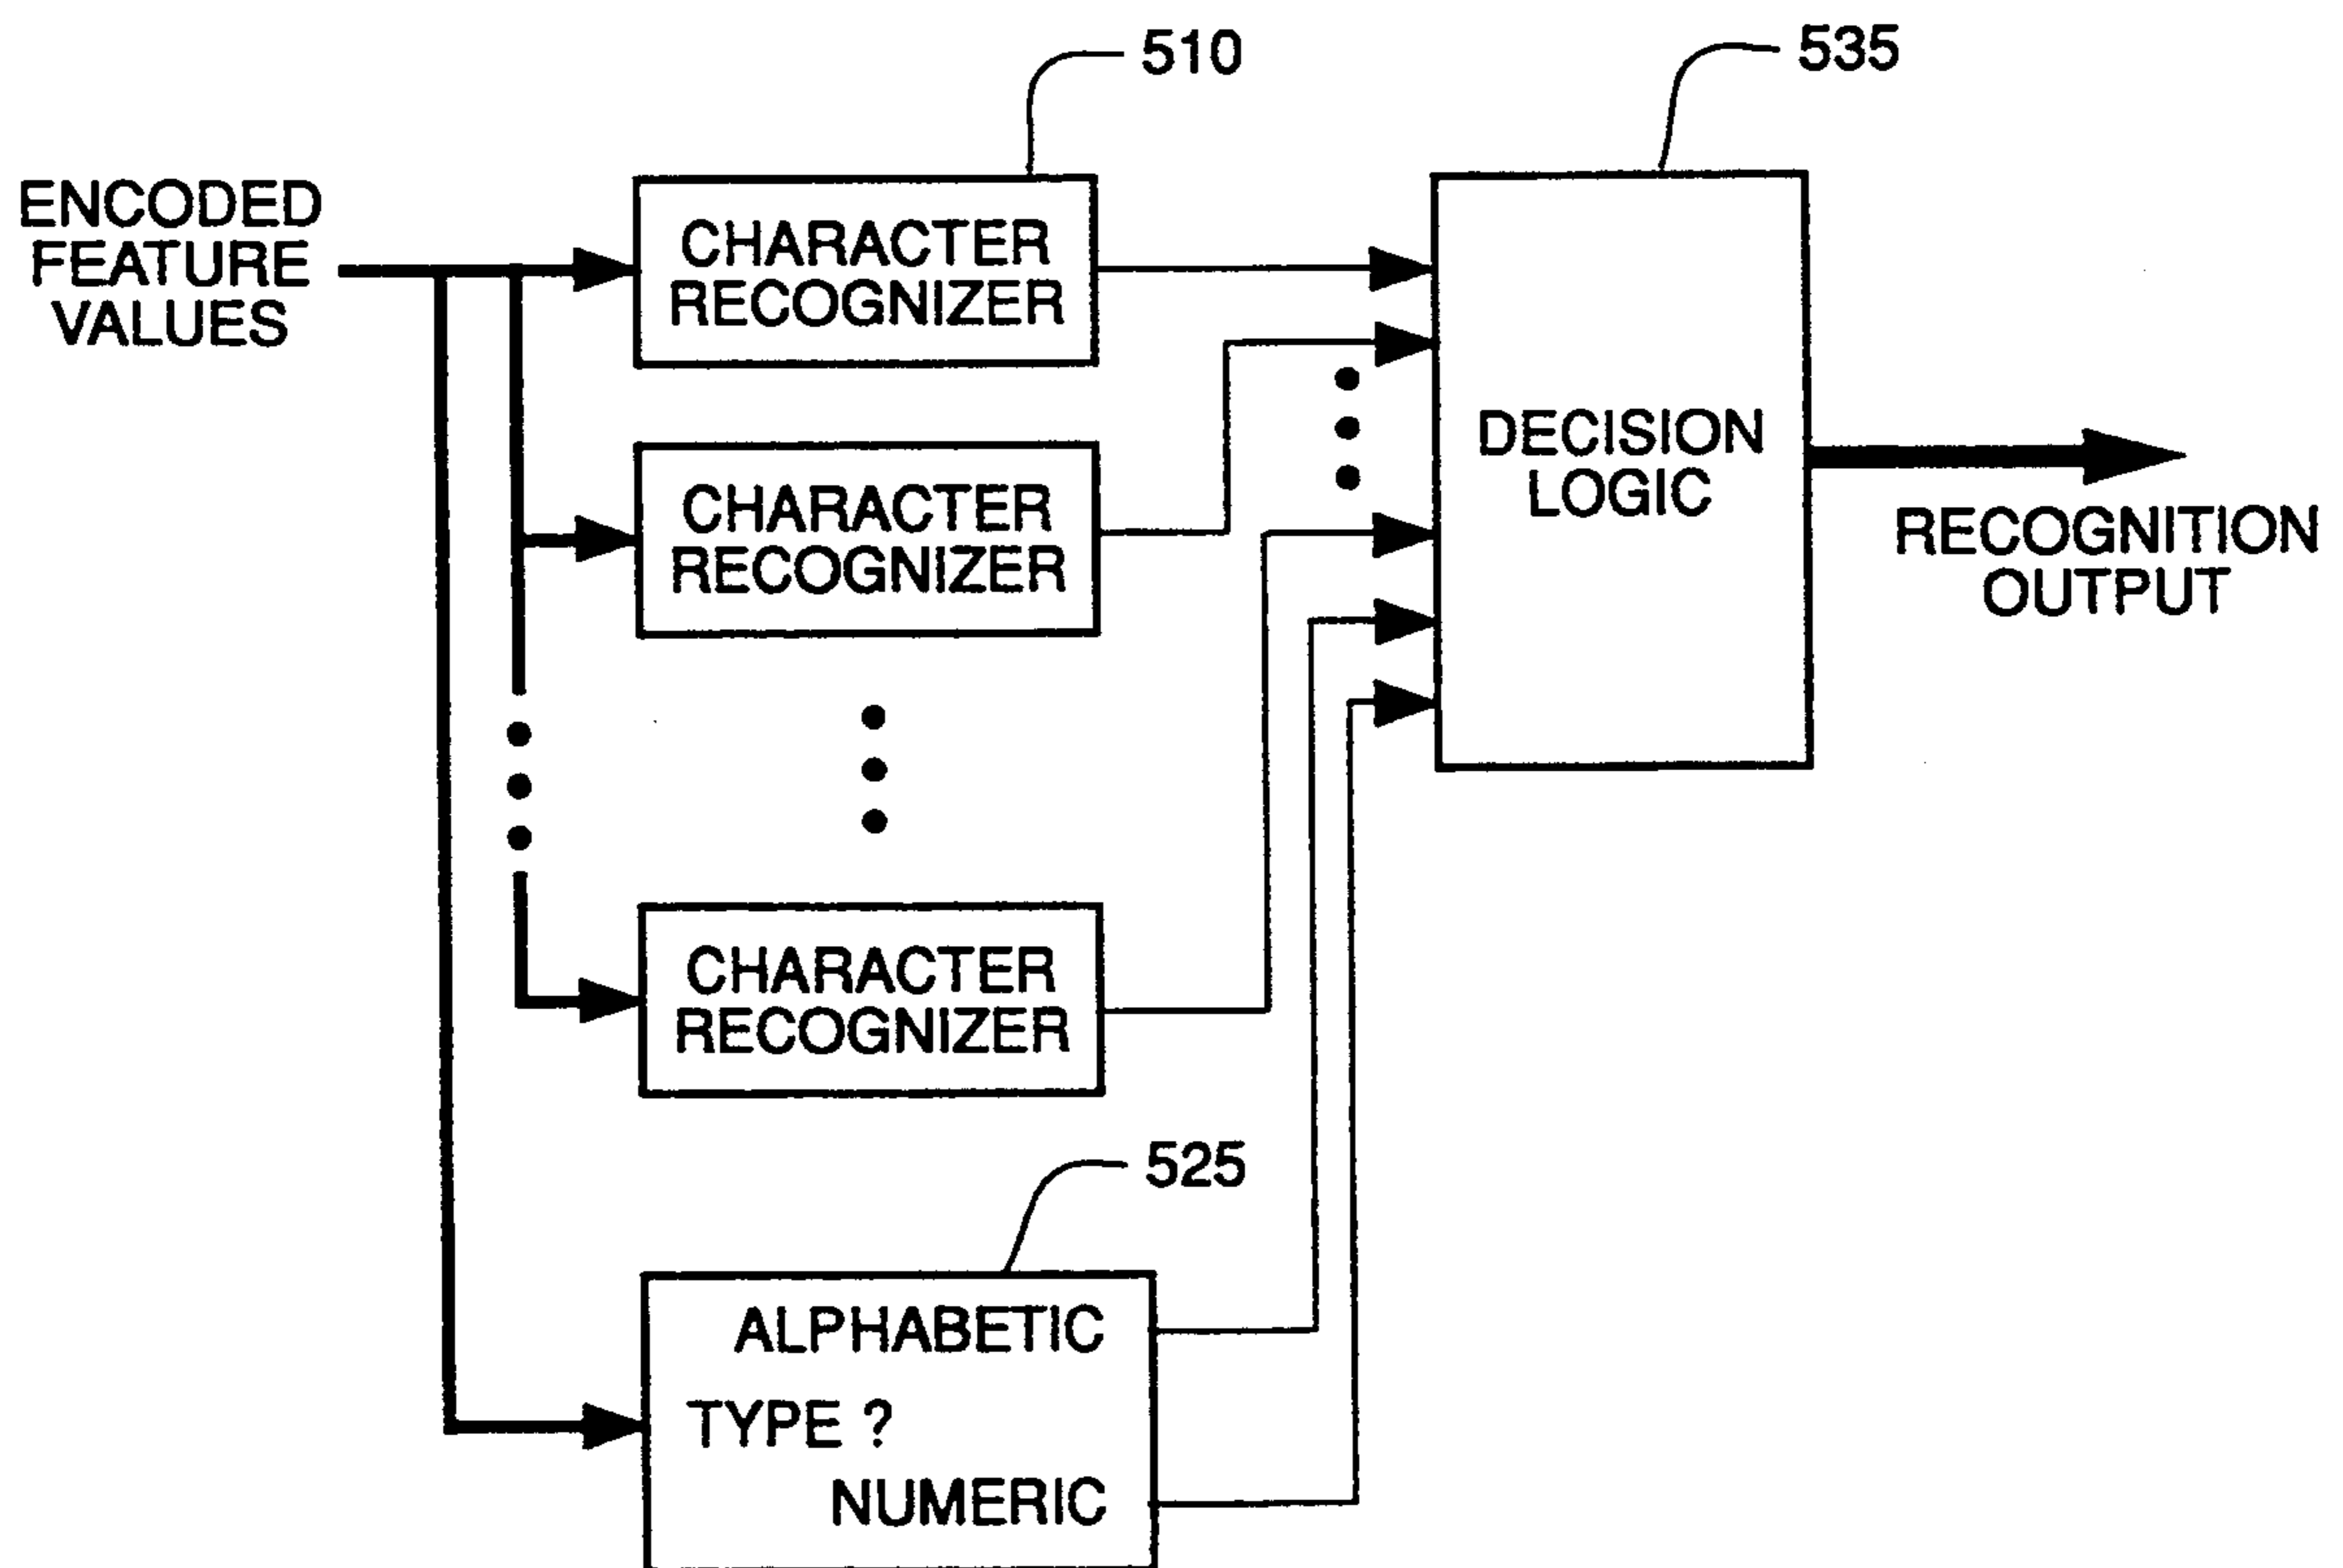 510
535
ENCODED
FEATURE
VALUES
CHARACTER
RECOGNIZER
CHARACTER
RECOGNIZER
DECISION
LOGIC
RECOGNITION
OUTPUT
CHARACTER
RECOGNIZER
525
ALPHABETIC
TYPE ?
NUMERIC